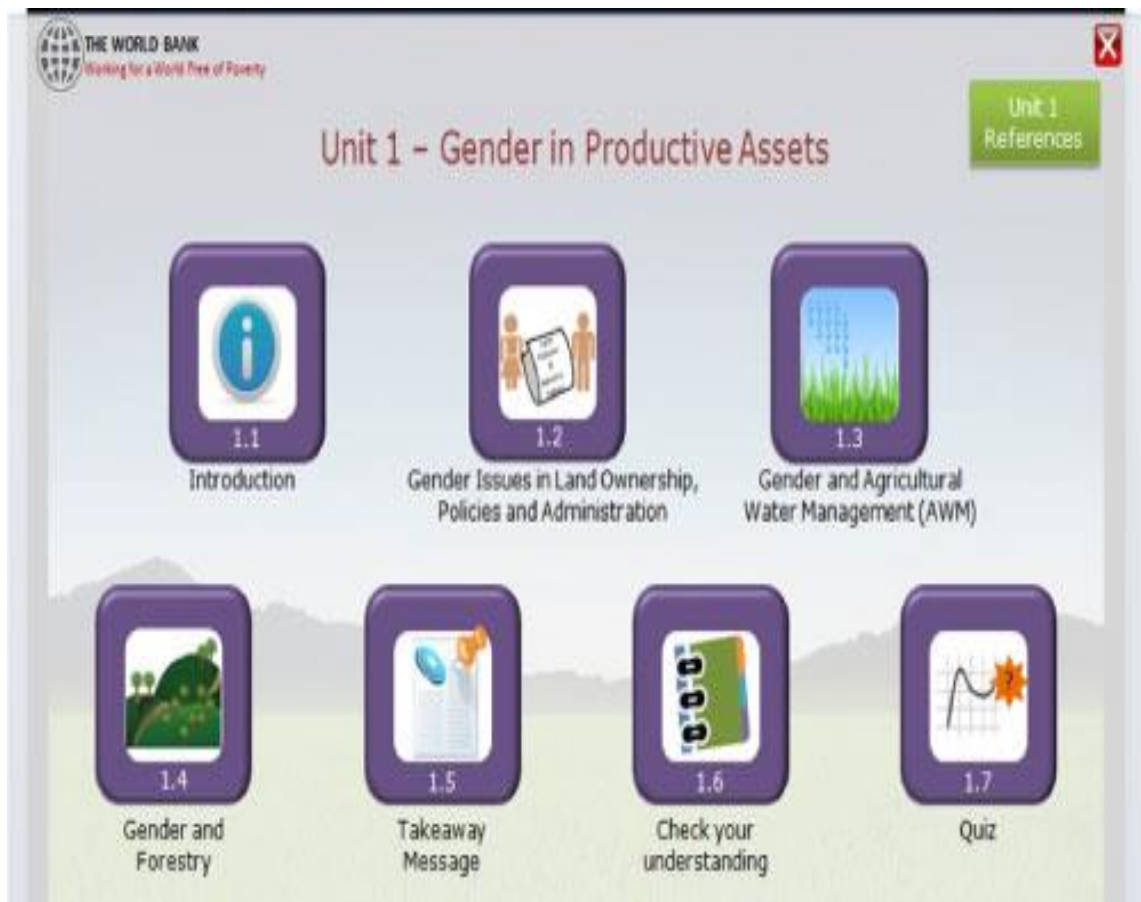 THE WORLD BANK
Working for a World Free of Poverty
X
Unit 1
References
Unit 1 – Gender in Productive Assets
1.1
Introduction
1.2
Gender Issues in Land Ownership,
Policies and Administration
1.3
Gender and Agricultural
Water Management (AWM)
1.4
Gender and
Forestry
1.5
Takeaway
Message
1.6
Check your
understanding
?
1.7
Quiz